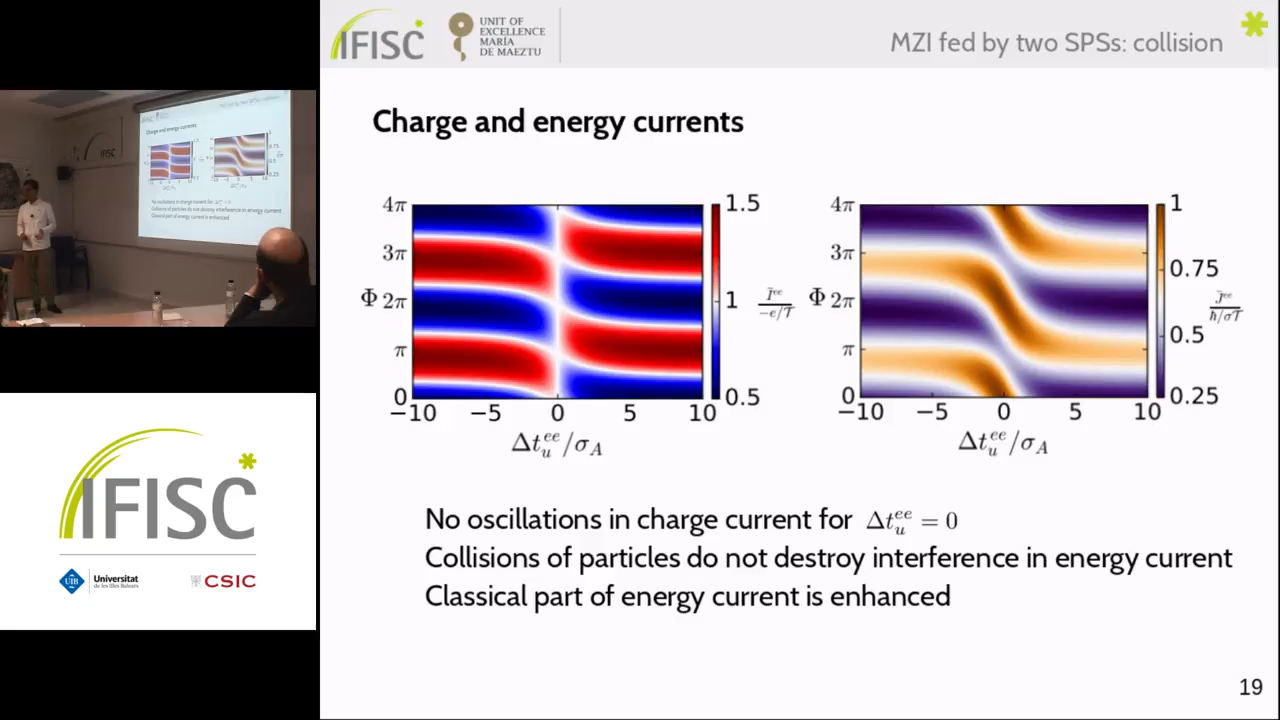 IFISC
UNIT OF
EXCELLENCE
MARÍA
DE MAEZTU
MZI fed by two SPSs: collision
Charge and energy currents
4π
3π
Φ 2π
π
0
−10 −5 0 5 10
Δt_u^{ee}/σ_A
1.5
1
0.5
Ī^{ee}
−e/𝒯
4π
3π
Φ 2π
π
0
−10 −5 0 5 10
Δt_u^{ee}/σ_A
1
0.75
0.5
0.25
J̄^{ee}
ħ/σ𝒯
No oscillations in charge current for Δt_u^{ee} = 0
Collisions of particles do not destroy interference in energy current
Classical part of energy current is enhanced
19
IFISC
UIB
Universitat
de les Illes Balears
CSIC